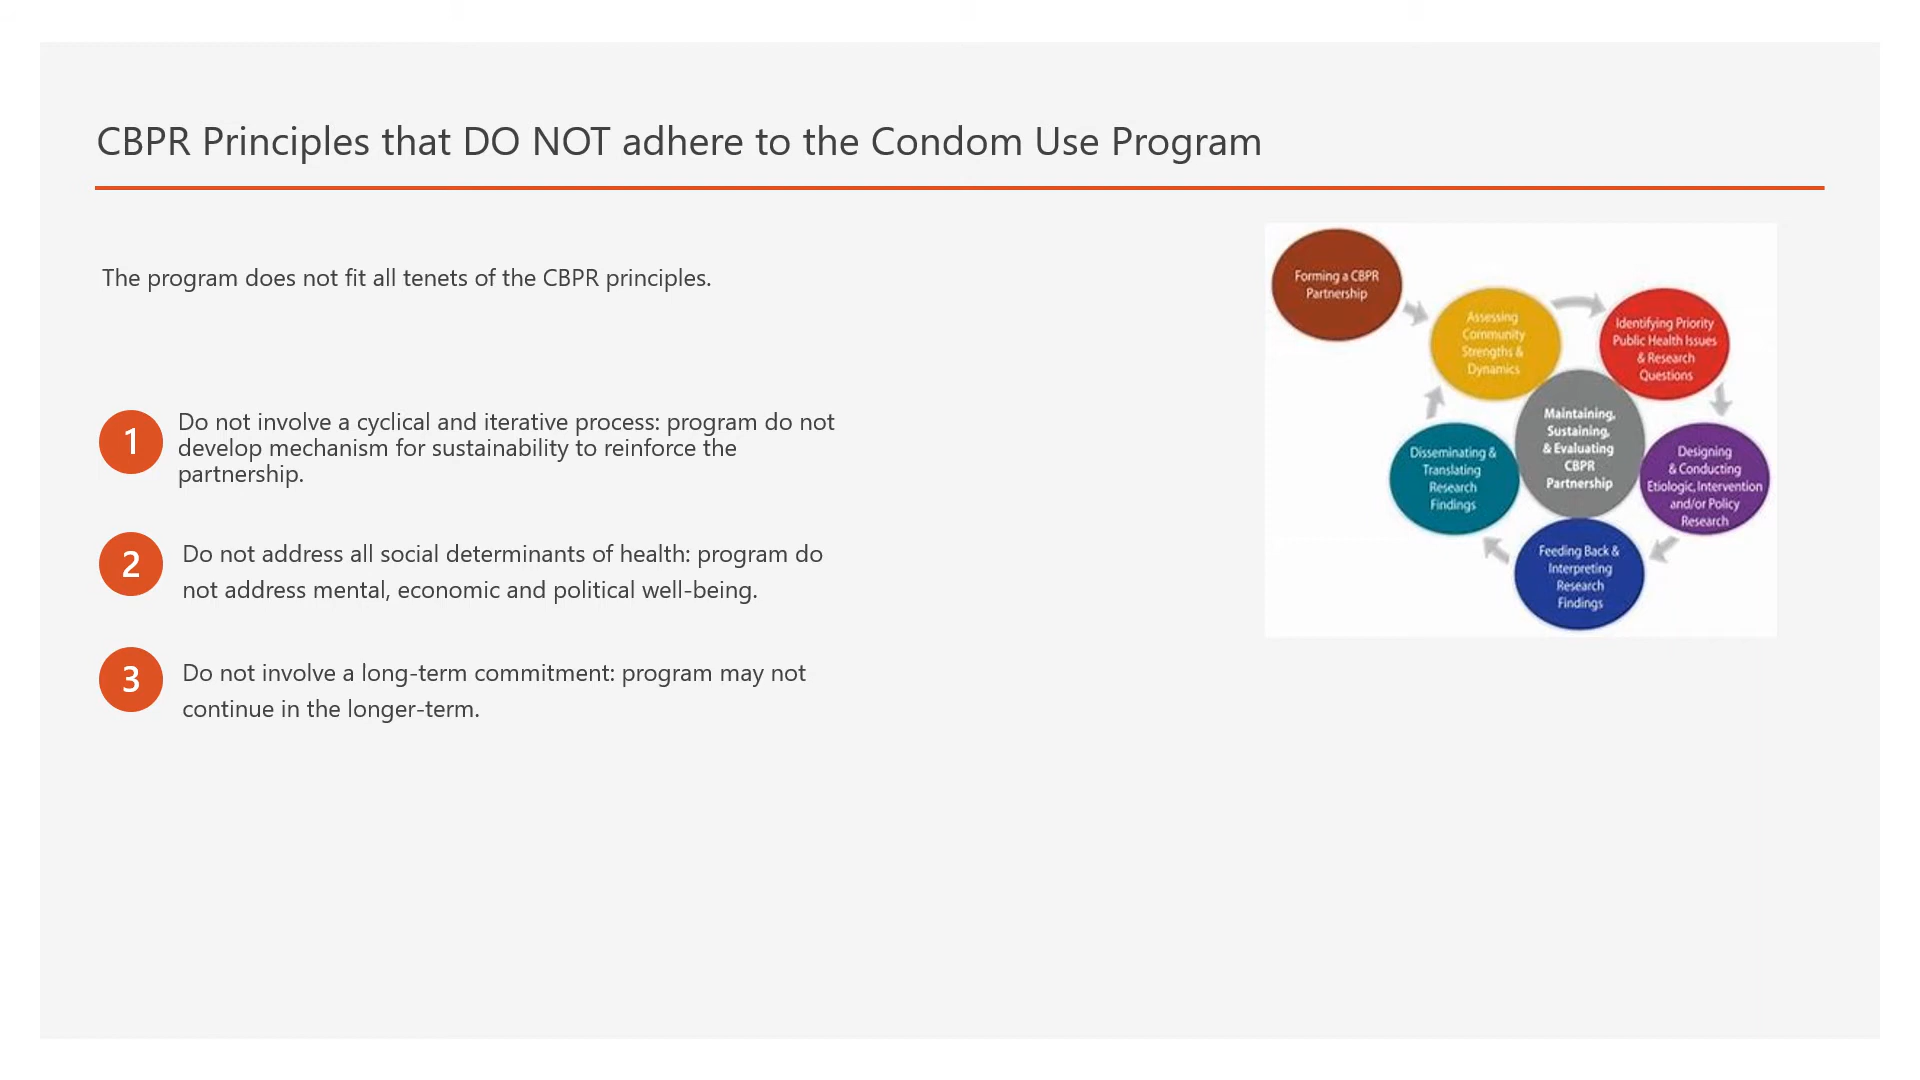 CBPR Principles that DO NOT adhere to the Condom Use Program
The program does not fit all tenets of the CBPR principles.
1
Do not involve a cyclical and iterative process: program do not
develop mechanism for sustainability to reinforce the
partnership.
2
Do not address all social determinants of health: program do
not address mental, economic and political well-being.
3
Do not involve a long-term commitment: program may not
continue in the longer-term.
Forming a CBPR
Partnership
Assessing
Community
Strengths &
Dynamics
Identifying Priority
Public Health Issues
& Research
Questions
Maintaining,
Sustaining,
& Evaluating
CBPR
Partnership
Disseminating &
Translating
Research
Findings
Designing
& Conducting
Etiologic, Intervention
and/or Policy
Research
Feeding Back &
Interpreting
Research
Findings